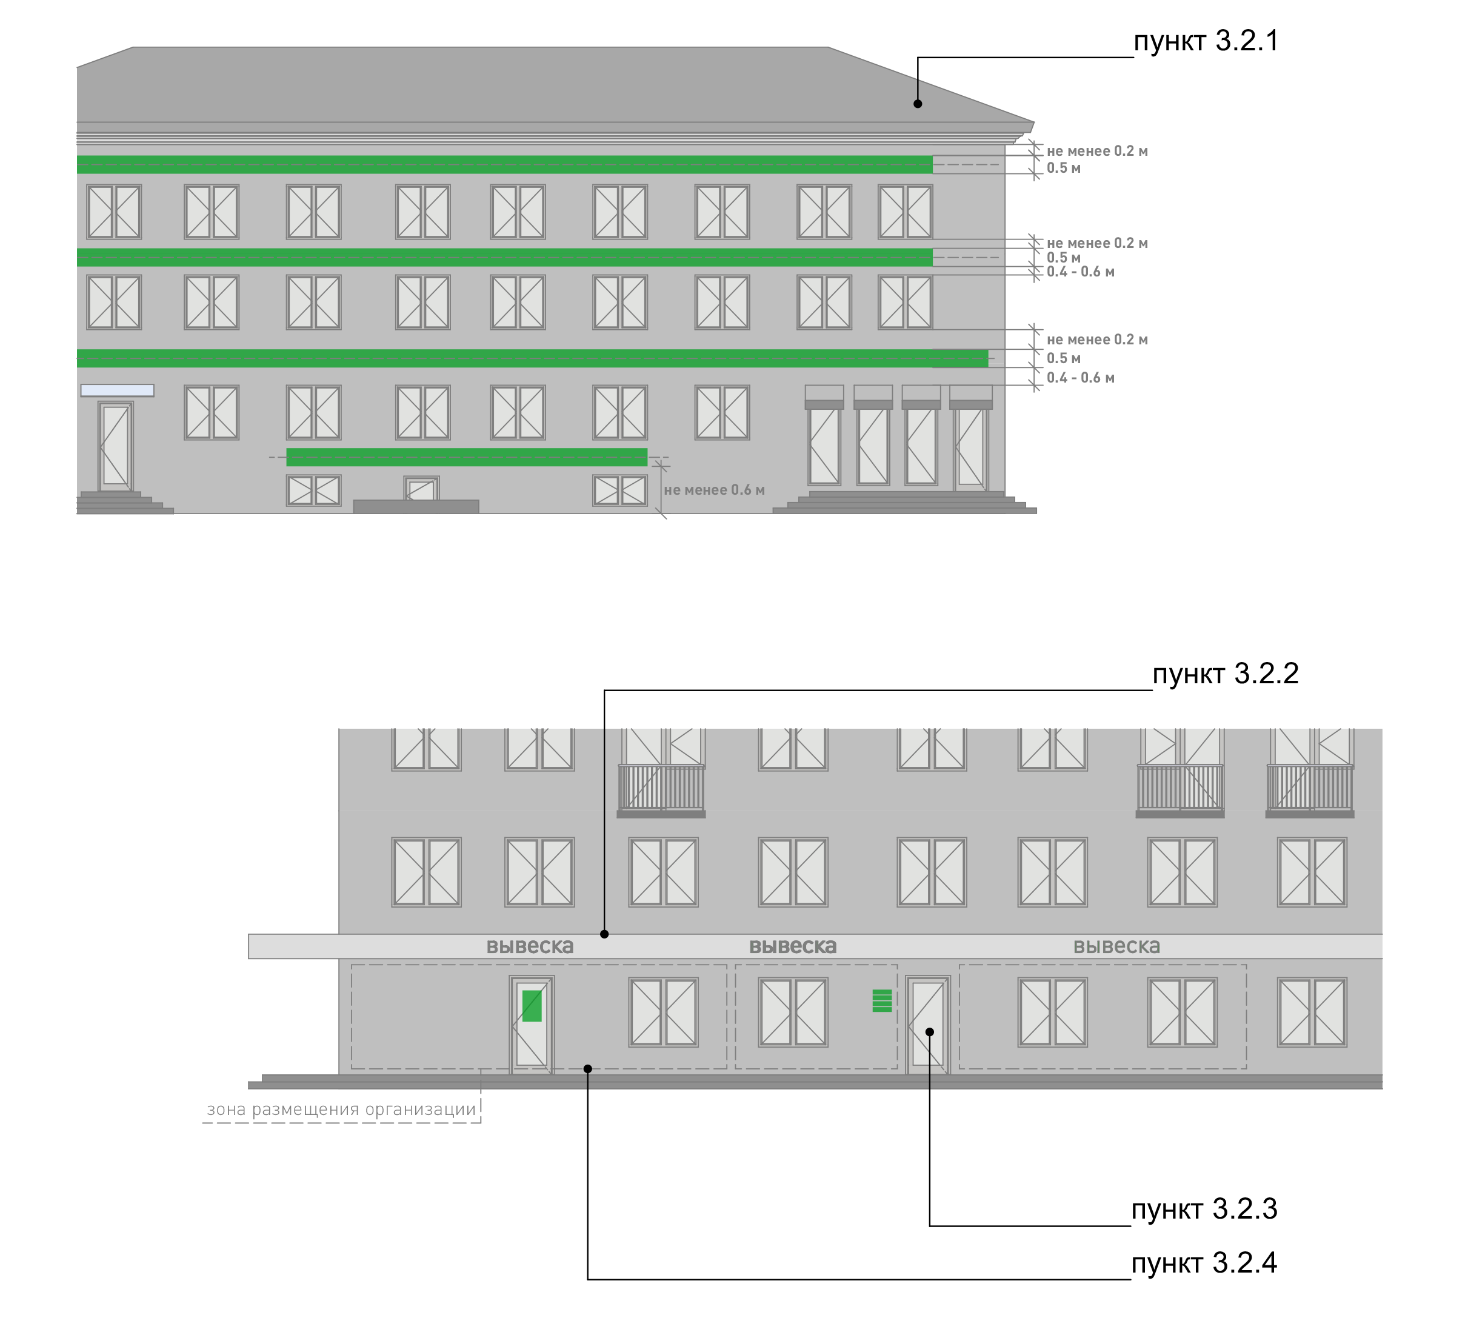 пункт 3.2.1
не менее 0.2 м
0.5 м
не менее 0.2 м
0.5 м
0.4 - 0.6 м
не менее 0.2 м
0.5 м
0.4 - 0.6 м
не менее 0.6 м
пункт 3.2.2
вывеска вывеска вывеска
зона размещения организации
пункт 3.2.3
пункт 3.2.4